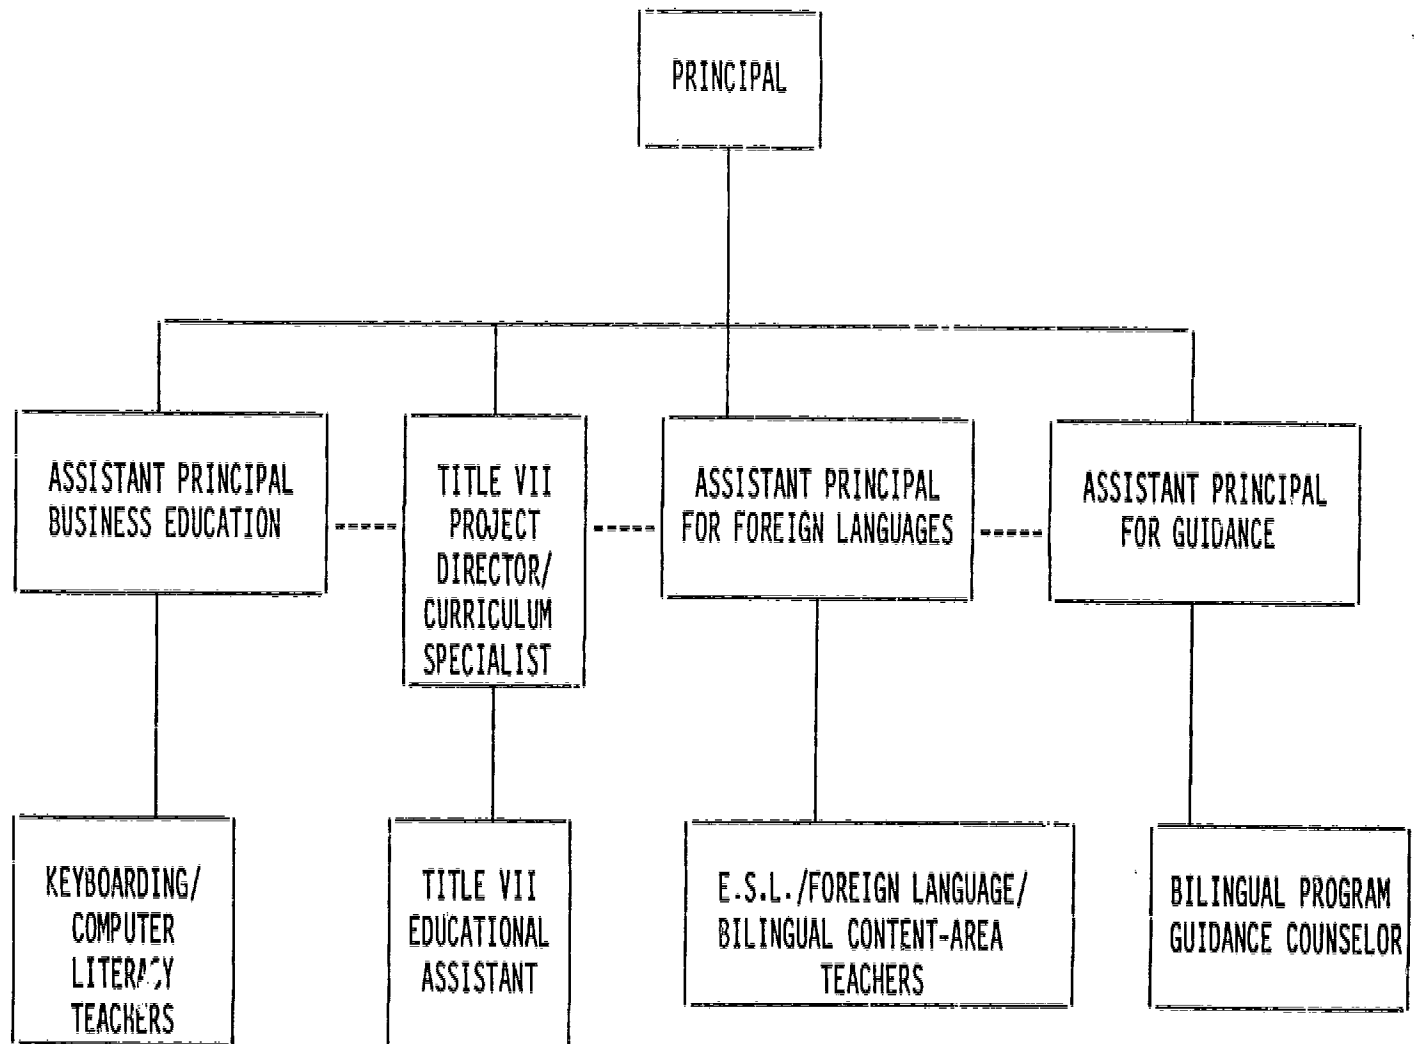 PRINCIPAL
ASSISTANT PRINCIPAL
BUSINESS EDUCATION
TITLE VII
PROJECT
DIRECTOR/
CURRICULUM
SPECIALIST
ASSISTANT PRINCIPAL
FOR FOREIGN LANGUAGES
ASSISTANT PRINCIPAL
FOR GUIDANCE
KEYBOARDING/
COMPUTER
LITERACY
TEACHERS
TITLE VII
EDUCATIONAL
ASSISTANT
E.S.L./FOREIGN LANGUAGE/
BILINGUAL CONTENT-AREA
TEACHERS
BILINGUAL PROGRAM
GUIDANCE COUNSELOR